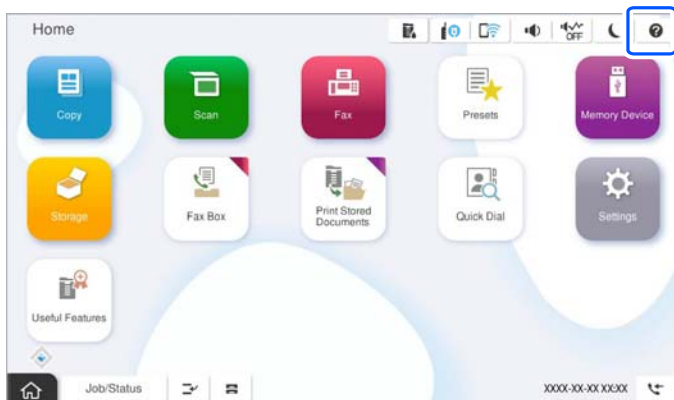 Home
OFF
?
Copy
Scan
Fax
Presets
Memory Device
Storage
Fax Box
Print Stored
Documents
Quick Dial
Settings
Useful Features
Job/Status
XXXX-XX-XX XX:XX